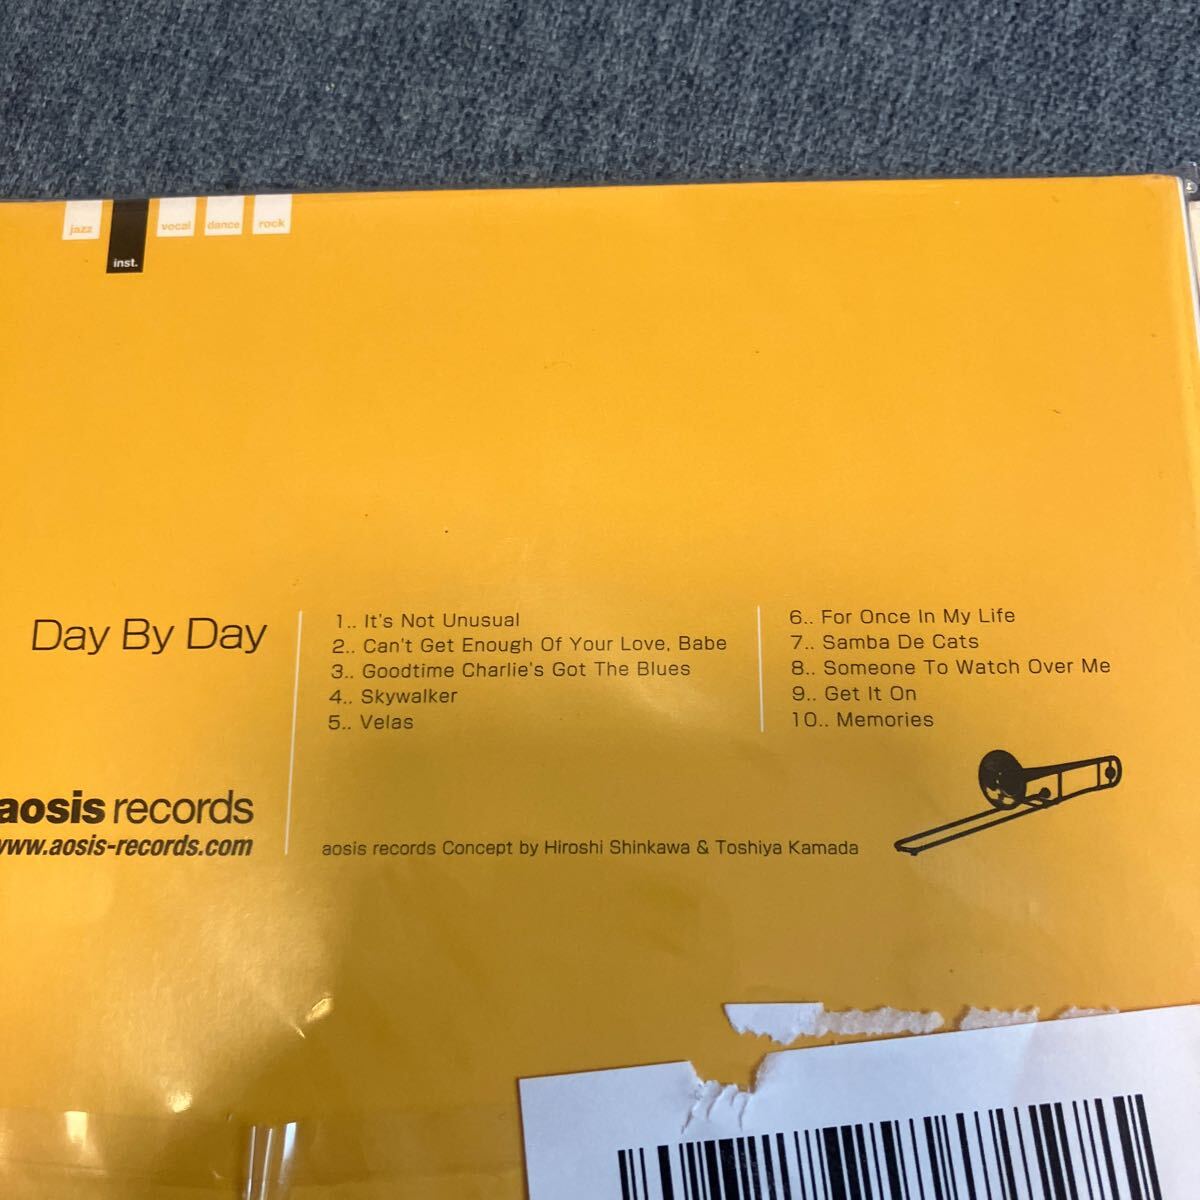 jazz
inst.
vocal
dance
rock
Day By Day
1.. It's Not Unusual
2.. Can't Get Enough Of Your Love, Babe
3.. Goodtime Charlie's Got The Blues
4.. Skywalker
5.. Velas
6.. For Once In My Life
7.. Samba De Cats
8.. Someone To Watch Over Me
9.. Get It On
10.. Memories
aosis records
www.aosis-records.com
aosis records Concept by Hiroshi Shinkawa & Toshiya Kamada